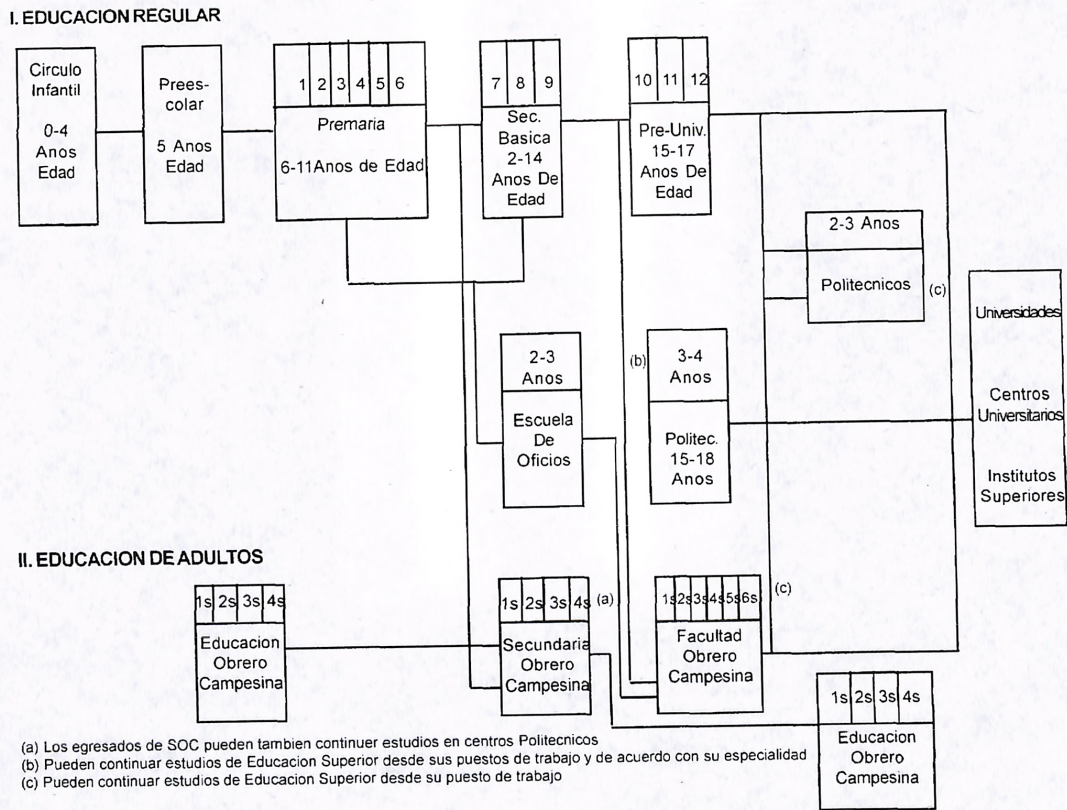 I. EDUCACION REGULAR
Circulo
Infantil
0-4
Anos
Edad
Prees-
colar
5 Anos
Edad
1 2 3 4 5 6
Premaria
6-11Anos de Edad
7 8 9
Sec.
Basica
2-14
Anos De
Edad
10 11 12
Pre-Univ.
15-17
Anos De
Edad
2-3 Anos
Politecnicos
(c)
(c)
Universidades
Centros
Universitarios
Institutos
Superiores
2-3
Anos
Escuela
De
Oficios
(b)
3-4
Anos
Politec.
15-18
Anos
II. EDUCACION DE ADULTOS
1s 2s 3s 4s
Educacion
Obrero
Campesina
1s 2s 3s 4s
(a)
Secundaria
Obrero
Campesina
1s 2s 3s 4s 5s 6s
(c)
Facultad
Obrero
Campesina
1s 2s 3s 4s
Educacion
Obrero
Campesina
(a) Los egresados de SOC pueden tambien continuer estudios en centros Politecnicos
(b) Pueden continuar estudios de Educacion Superior desde sus puestos de trabajo y de acuerdo con su especialidad
(c) Pueden continuar estudios de Educacion Superior desde su puesto de trabajo